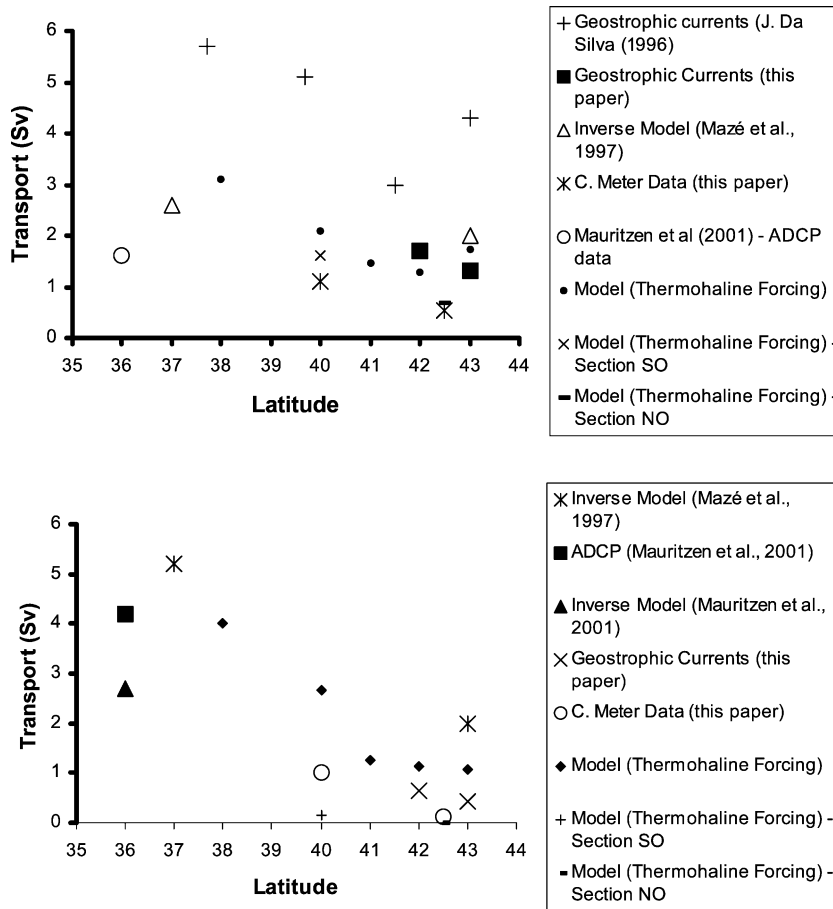 6
5
4
3
2
1
0
Transport (Sv)
35 36 37 38 39 40 41 42 43 44
Latitude
Geostrophic currents (J. Da
Silva (1996)
Geostrophic Currents (this
paper)
Inverse Model (Mazé et al.,
1997)
C. Meter Data (this paper)
Mauritzen et al (2001) - ADCP
data
Model (Thermohaline Forcing)
Model (Thermohaline Forcing) -
Section SO
Model (Thermohaline Forcing) -
Section NO
6
5
4
3
2
1
0
Transport (Sv)
35 36 37 38 39 40 41 42 43 44
Latitude
Inverse Model (Mazé et al.,
1997)
ADCP (Mauritzen et al., 2001)
Inverse Model (Mauritzen et al.,
2001)
Geostrophic Currents (this
paper)
C. Meter Data (this paper)
Model (Thermohaline Forcing)
Model (Thermohaline Forcing) -
Section SO
Model (Thermohaline Forcing) -
Section NO